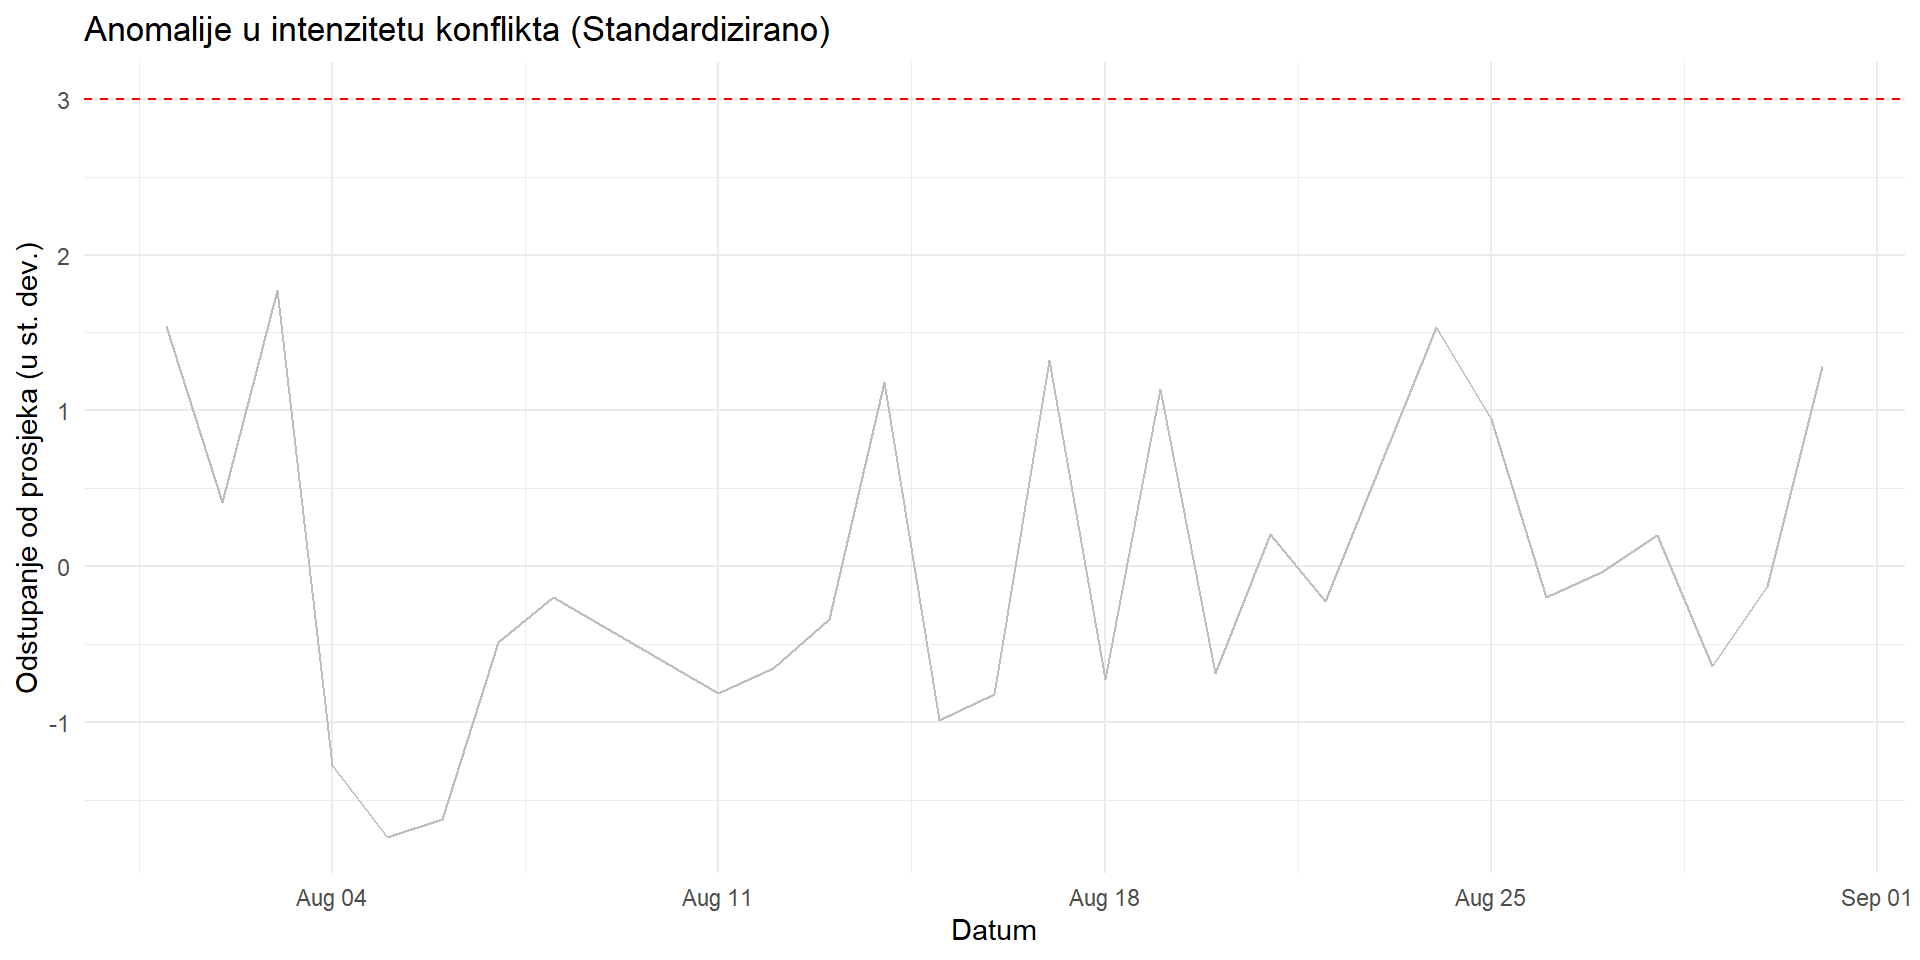 Anomalije u intenzitetu konflikta (Standardizirano)
Odstupanje od prosjeka (u st. dev.)
3
2
1
0
-1
Aug 04
Aug 11
Aug 18
Aug 25
Sep 01
Datum